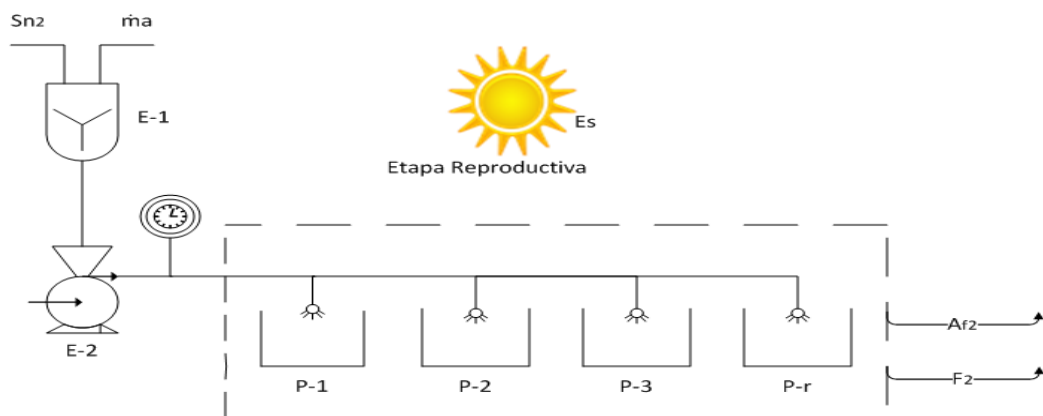 Sn2 ṁa
E-1
Es
Etapa Reproductiva
E-2
P-1 P-2 P-3 P-r
Af2
F2